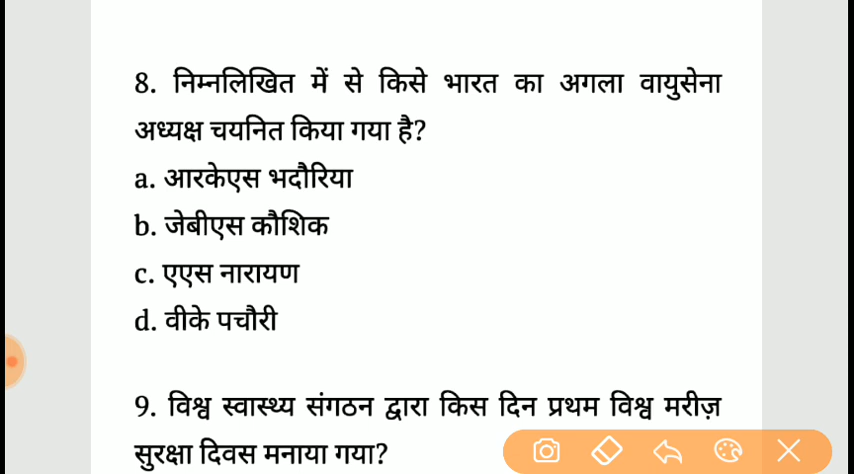 8. निम्नलिखित में से किसे भारत का अगला वायुसेना
अध्यक्ष चयनित किया गया है?
a. आरकेएस भदौरिया
b. जेबीएस कौशिक
c. एएस नारायण
d. वीके पचौरी
9. विश्व स्वास्थ्य संगठन द्वारा किस दिन प्रथम विश्व मरीज़
सुरक्षा दिवस मनाया गया?